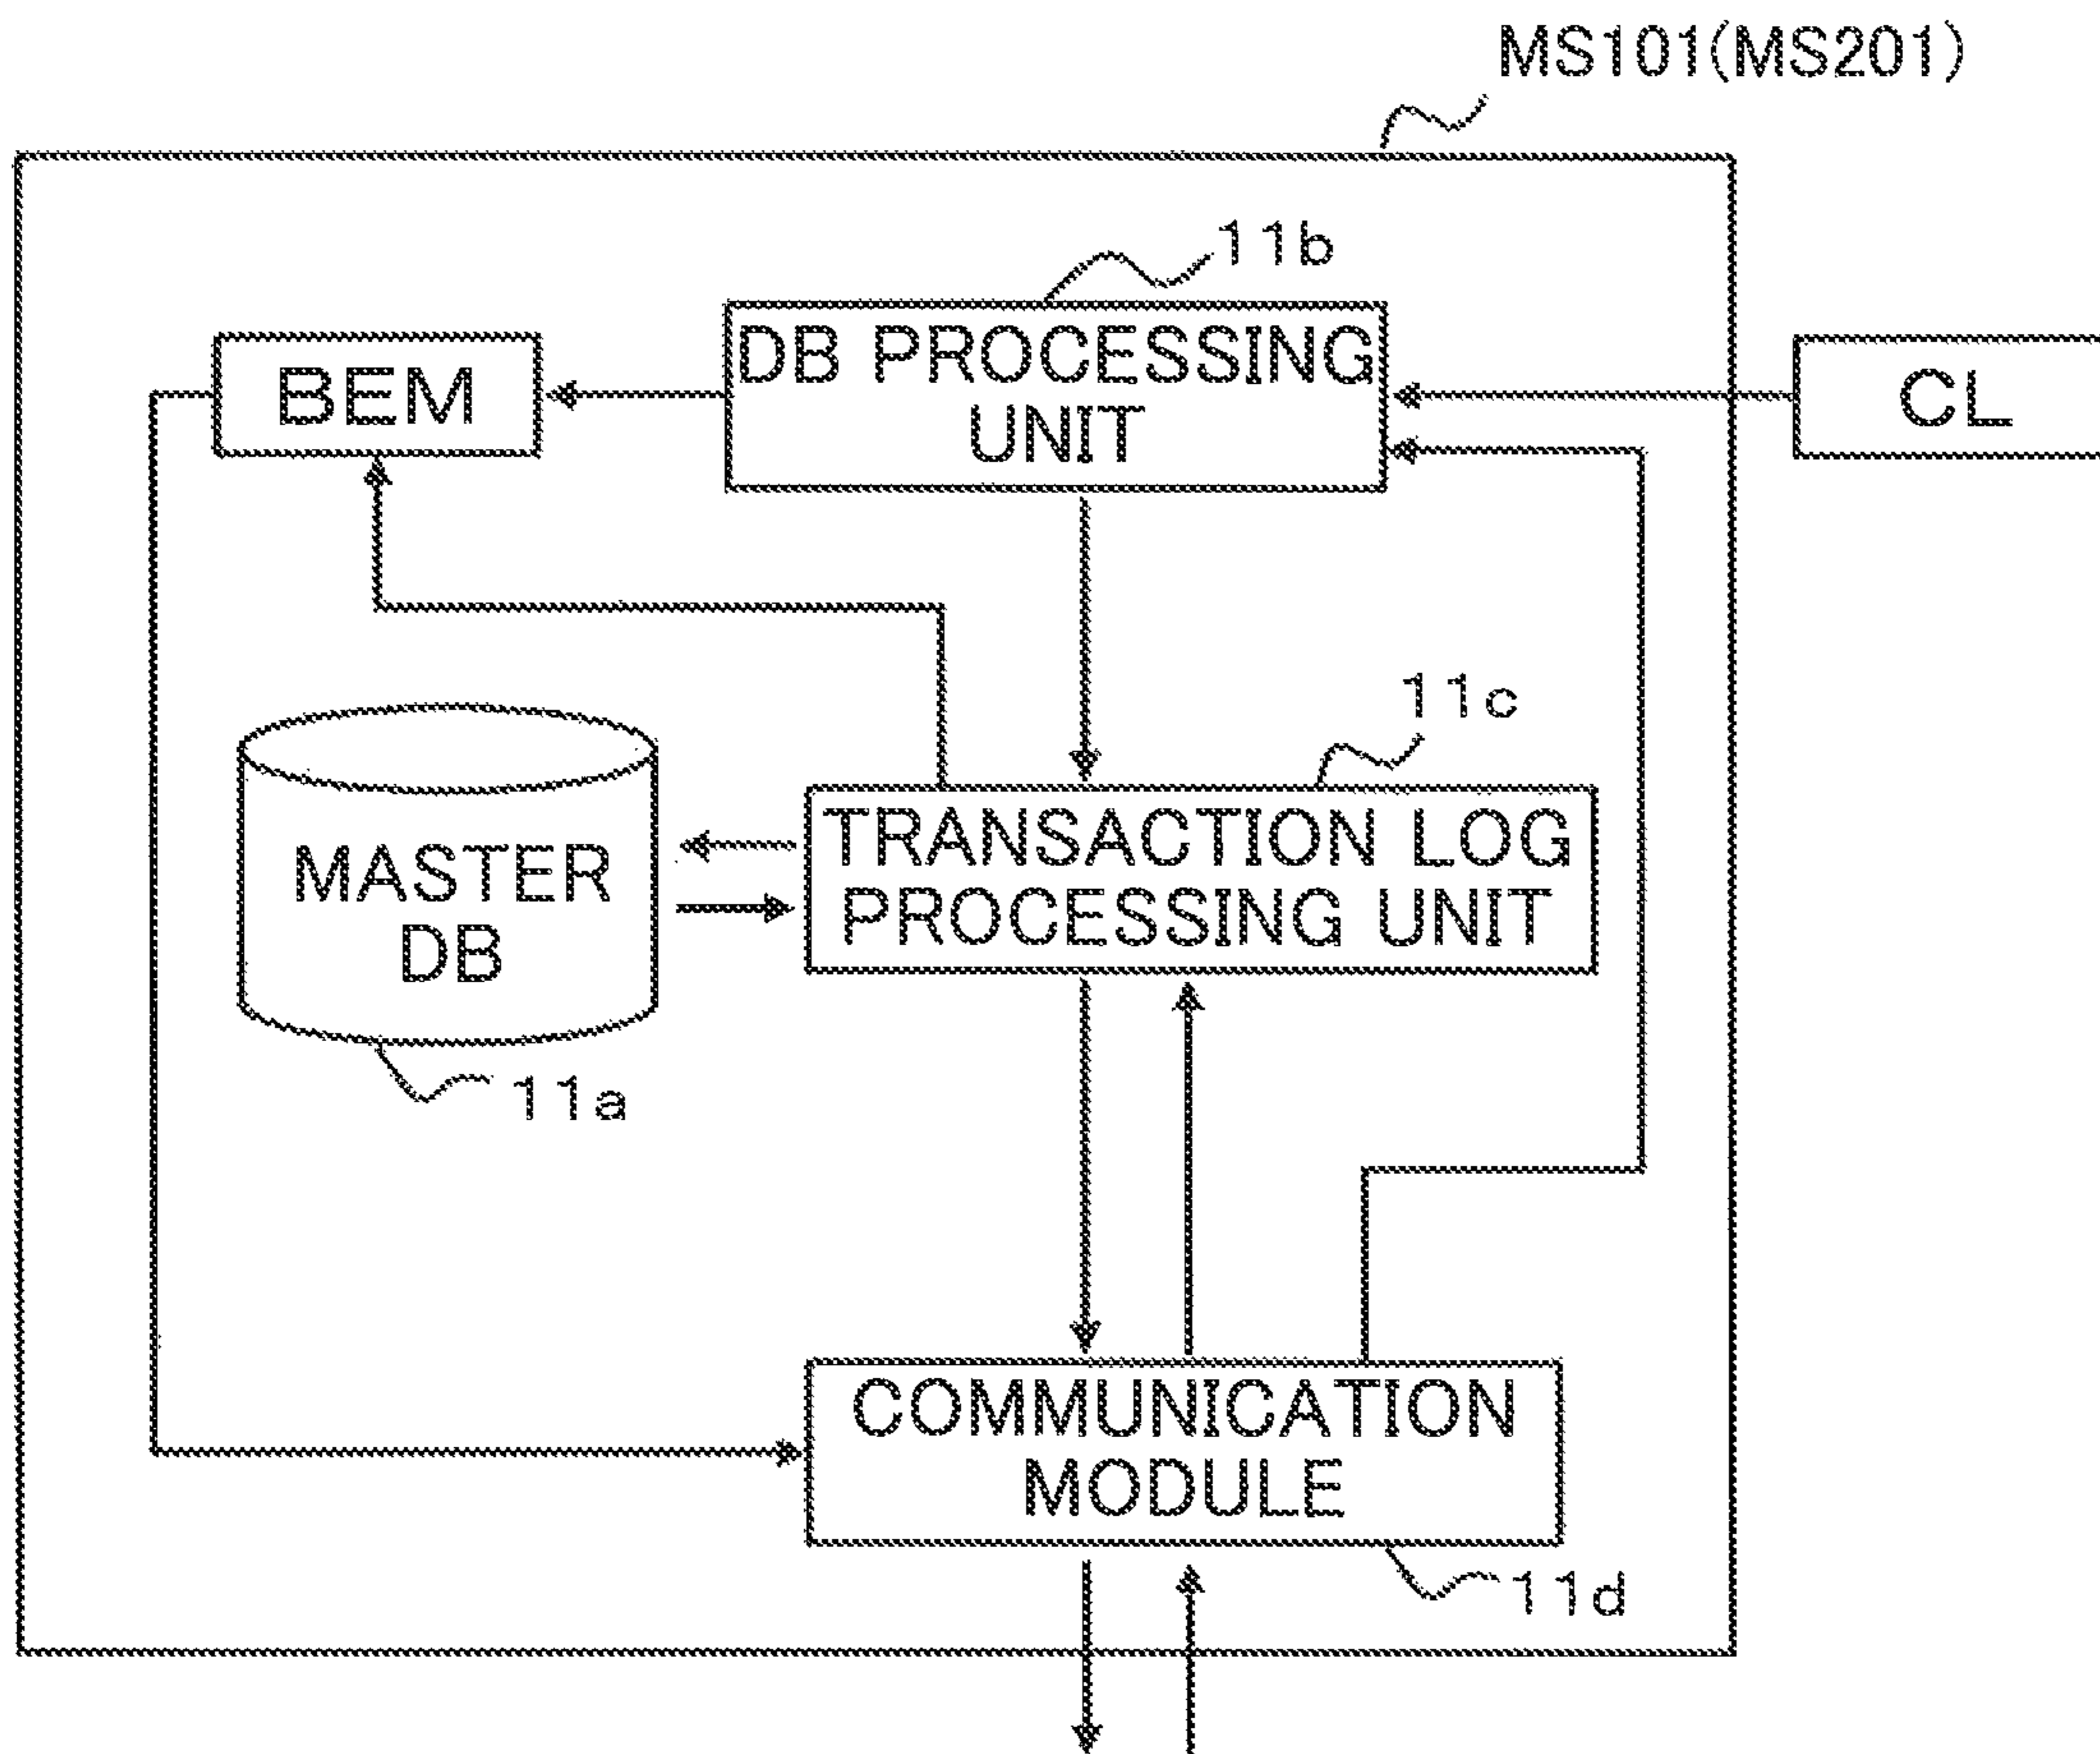 MS101(MS201)
11b
DB PROCESSING
UNIT
BEM
CL
11c
TRANSACTION LOG
PROCESSING UNIT
MASTER
DB
11a
COMMUNICATION
MODULE
11d